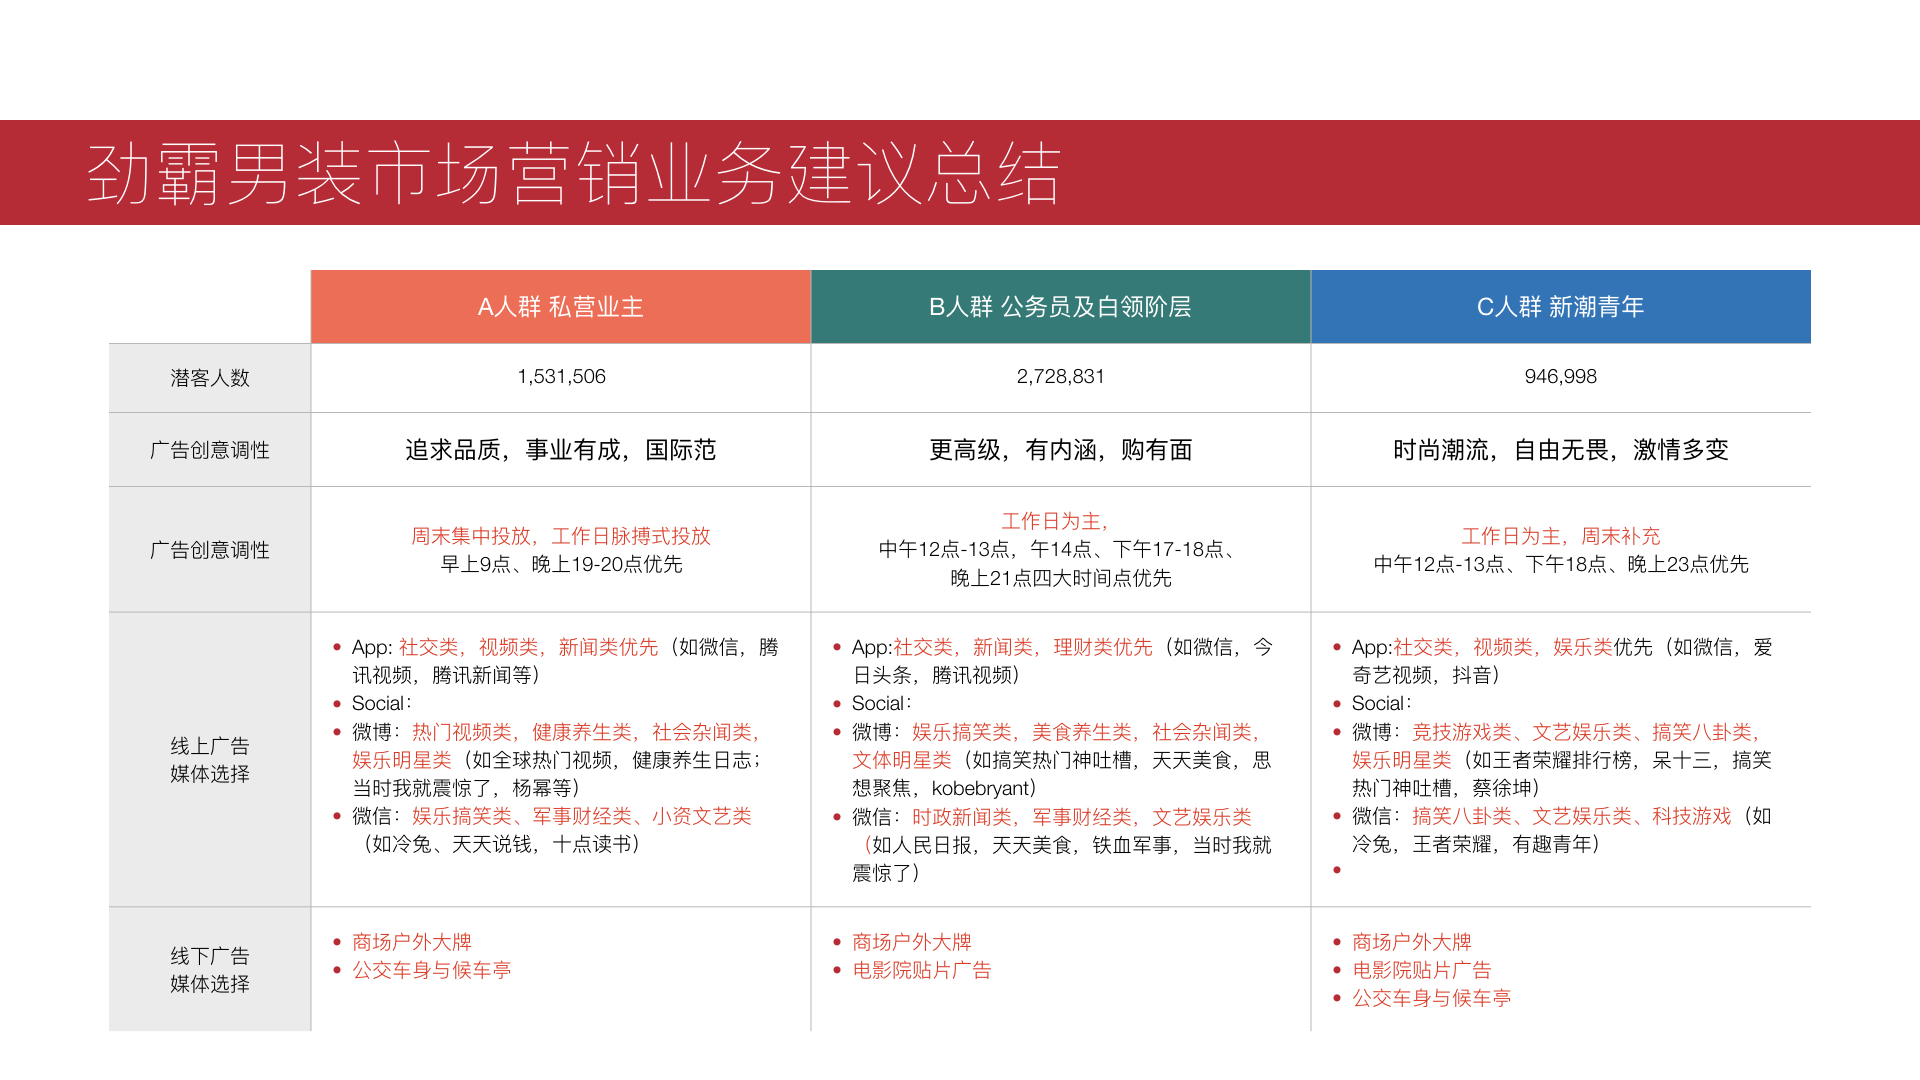 劲霸男装市场营销业务建议总结
A人群 私营业主
B人群 公务员及白领阶层
C人群 新潮青年
潜客人数
1,531,506
2,728,831
946,998
广告创意调性
追求品质，事业有成，国际范
更高级，有内涵，购有面
时尚潮流，自由无畏，激情多变
广告创意调性
周末集中投放，工作日脉搏式投放
早上9点、晚上19-20点优先
工作日为主，
中午12点-13点，午14点、下午17-18点、
晚上21点四大时间点优先
工作日为主，周末补充
中午12点-13点、下午18点、晚上23点优先
线上广告
媒体选择
• App: 社交类，视频类，新闻类优先（如微信，腾
讯视频，腾讯新闻等）
• Social：
• 微博：热门视频类，健康养生类，社会杂闻类，
娱乐明星类（如全球热门视频，健康养生日志；
当时我就震惊了，杨幂等）
• 微信：娱乐搞笑类、军事财经类、小资文艺类
（如冷兔、天天说钱，十点读书）
• App:社交类，新闻类，理财类优先（如微信，今
日头条，腾讯视频）
• Social：
• 微博：娱乐搞笑类，美食养生类，社会杂闻类，
文体明星类（如搞笑热门神吐槽，天天美食，思
想聚焦，kobebryant）
• 微信：时政新闻类，军事财经类，文艺娱乐类
（如人民日报，天天美食，铁血军事，当时我就
震惊了）
• App:社交类，视频类，娱乐类优先（如微信，爱
奇艺视频，抖音）
• Social：
• 微博：竞技游戏类、文艺娱乐类、搞笑八卦类，
娱乐明星类（如王者荣耀排行榜，呆十三，搞笑
热门神吐槽，蔡徐坤）
• 微信：搞笑八卦类、文艺娱乐类、科技游戏（如
冷兔，王者荣耀，有趣青年）
•
线下广告
媒体选择
• 商场户外大牌
• 公交车身与候车亭
• 商场户外大牌
• 电影院贴片广告
• 商场户外大牌
• 电影院贴片广告
• 公交车身与候车亭